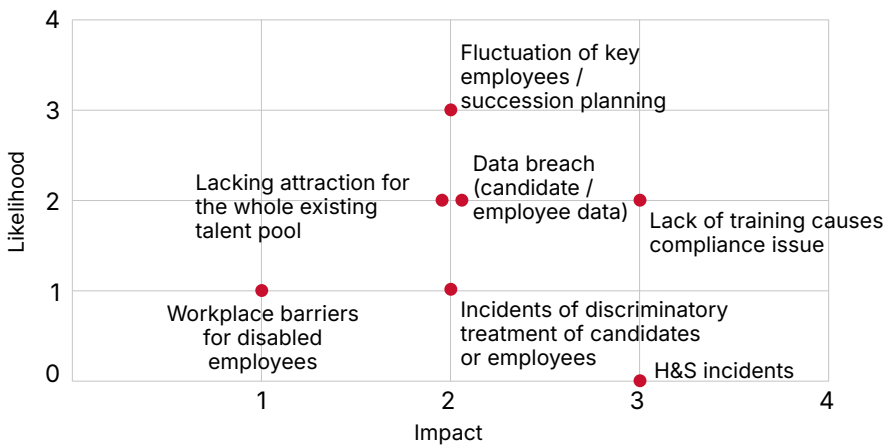 4
Fluctuation of key
employees /
succession planning
3
Data breach
(candidate /
employee data)
Lacking attraction for
the whole existing
talent pool
2
Lack of training causes
compliance issue
Likelihood
1
Workplace barriers
for disabled
employees
Incidents of discriminatory
treatment of candidates
or employees
H&S incidents
0
1
2
3
4
Impact